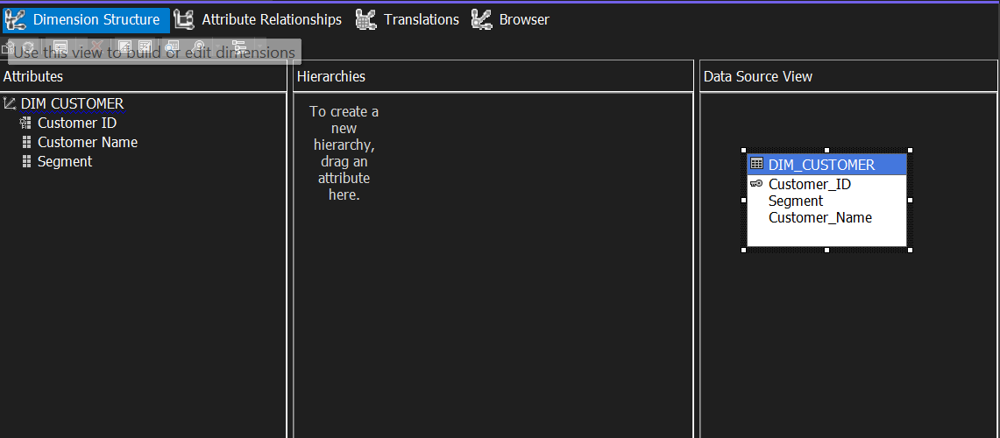 Dimension Structure Attribute Relationships Translations Browser
Use this view to build or edit dimensions
Attributes
DIM CUSTOMER
Customer ID
Customer Name
Segment
Hierarchies
To create a
new
hierarchy,
drag an
attribute
here.
Data Source View
DIM_CUSTOMER
Customer_ID
Segment
Customer_Name